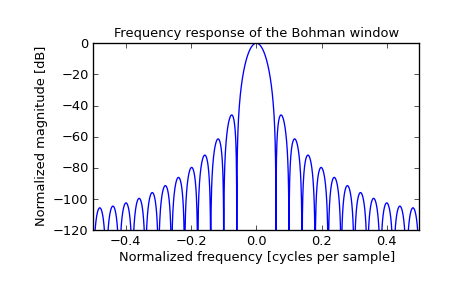 Frequency response of the Bohman window
Normalized magnitude [dB]
0
−20
−40
−60
−80
−100
−120
−0.4 −0.2 0.0 0.2 0.4
Normalized frequency [cycles per sample]